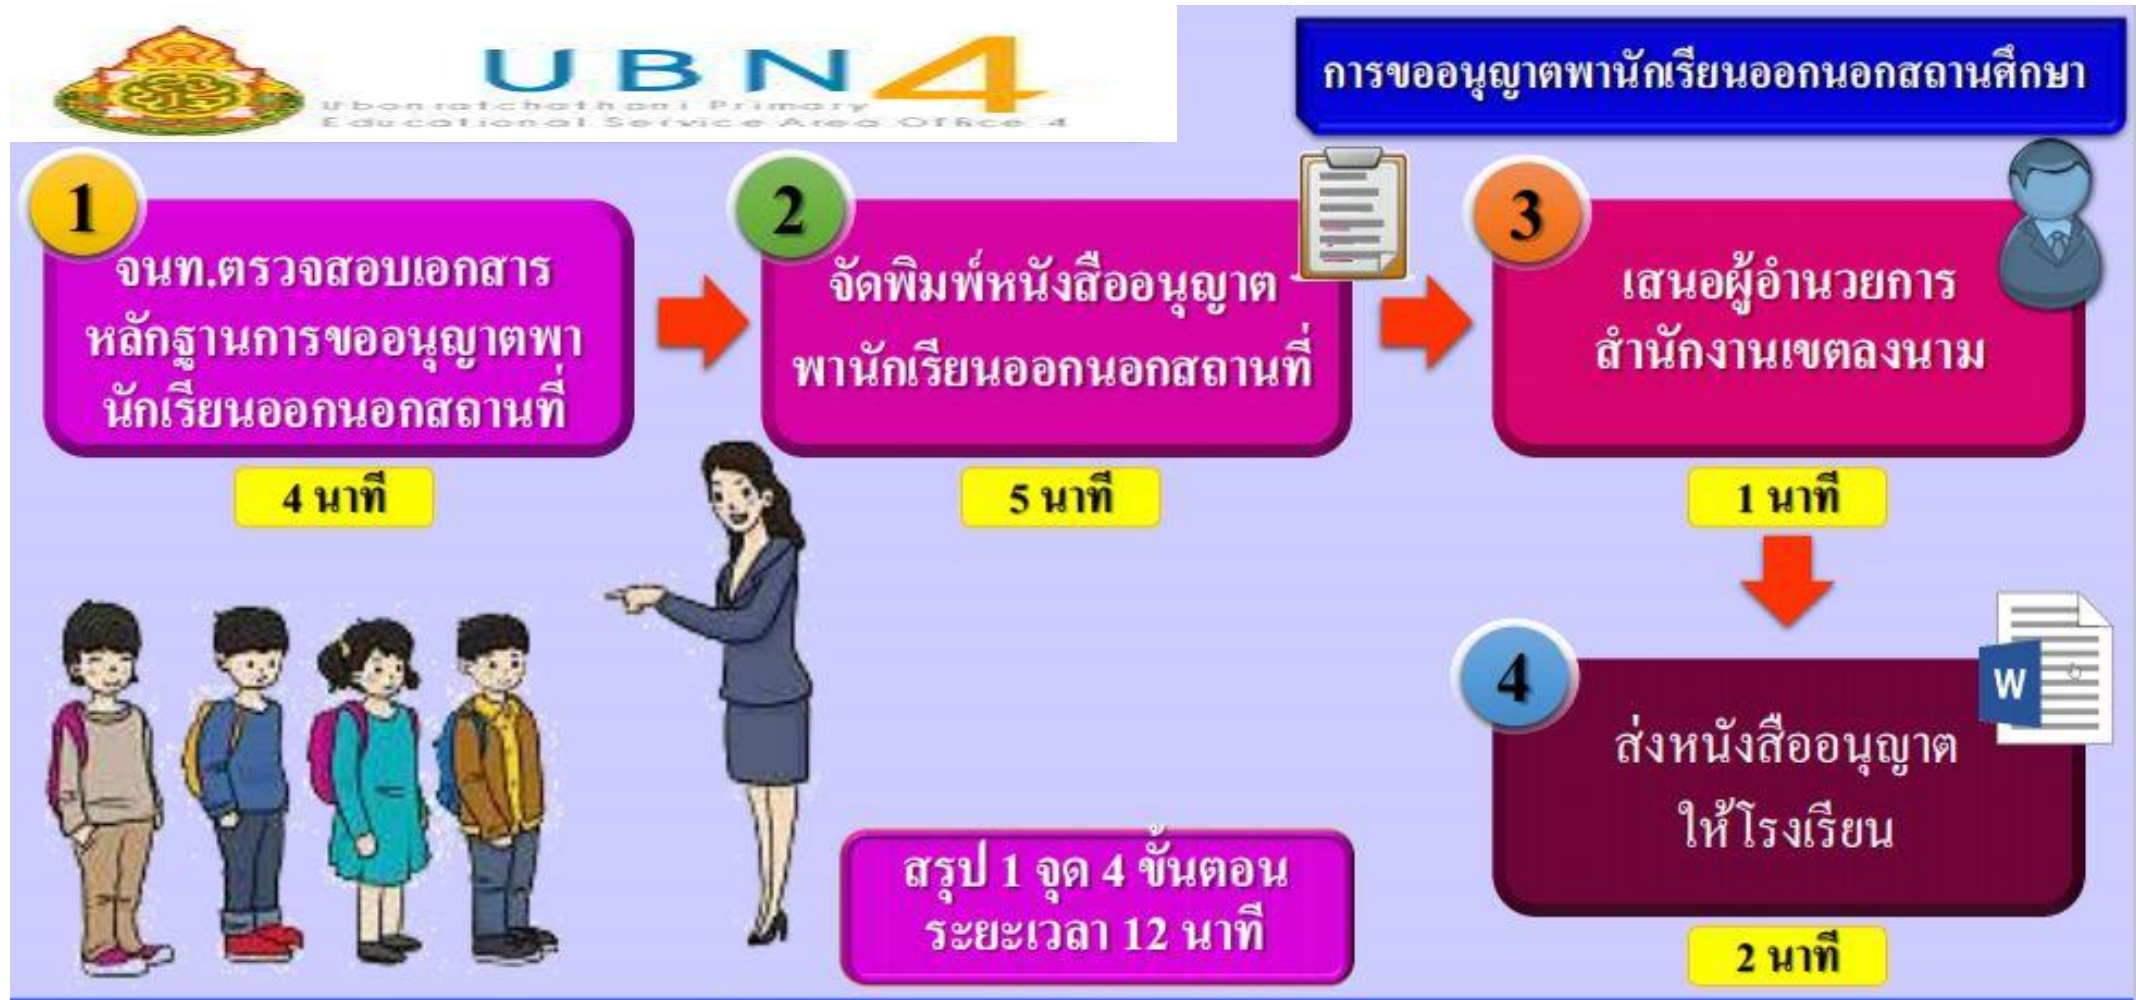 UBN4
Ubonratchathani Primary
Educational Service Area Office 4
การขออนุญาตพานักเรียนออกนอกสถานศึกษา
1
จนท.ตรวจสอบเอกสาร
หลักฐานการขออนุญาตพา
นักเรียนออกนอกสถานที่
4 นาที
2
จัดพิมพ์หนังสืออนุญาต
พานักเรียนออกนอกสถานที่
5 นาที
3
เสนอผู้อำนวยการ
สำนักงานเขตลงนาม
1 นาที
4
W
ส่งหนังสืออนุญาต
ให้โรงเรียน
2 นาที
สรุป 1 จุด 4 ขั้นตอน
ระยะเวลา 12 นาที